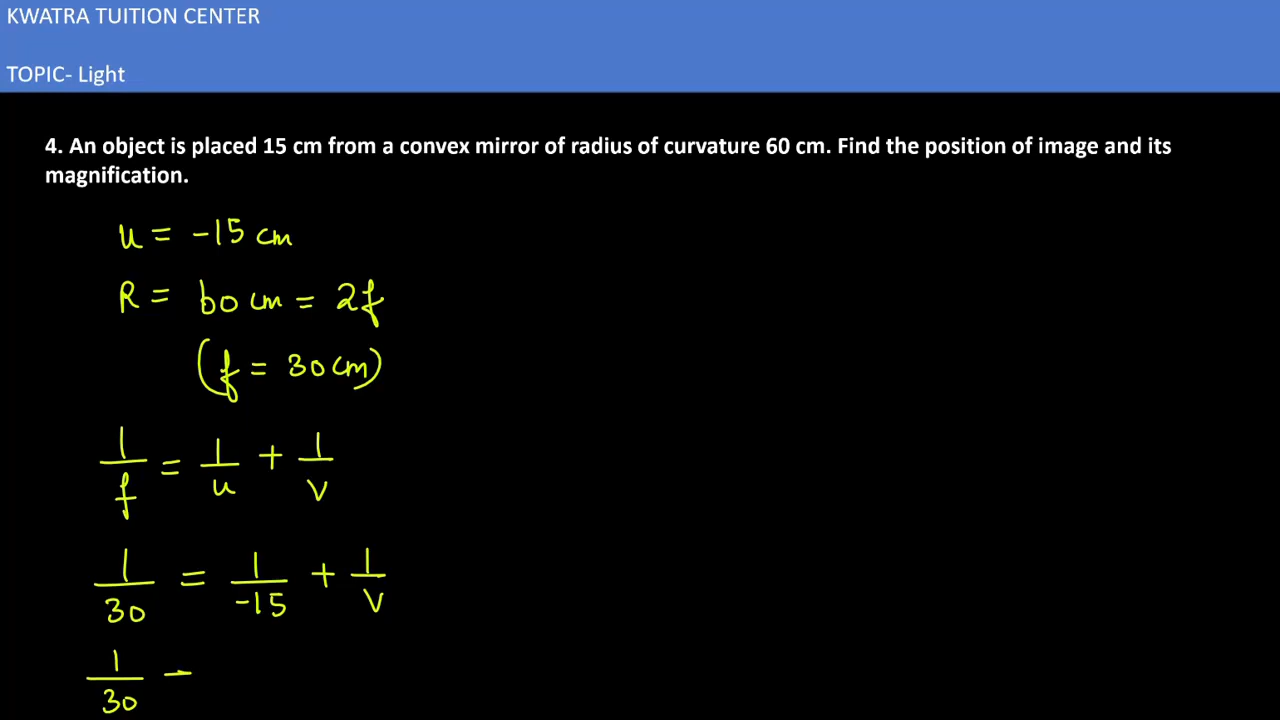 KWATRA TUITION CENTER
TOPIC- Light
4. An object is placed 15 cm from a convex mirror of radius of curvature 60 cm. Find the position of image and its
magnification.
u = -15 cm
R = 60 cm = 2f
(f = 30 cm)
1/f = 1/u + 1/v
1/30 = 1/-15 + 1/v
1/30 -